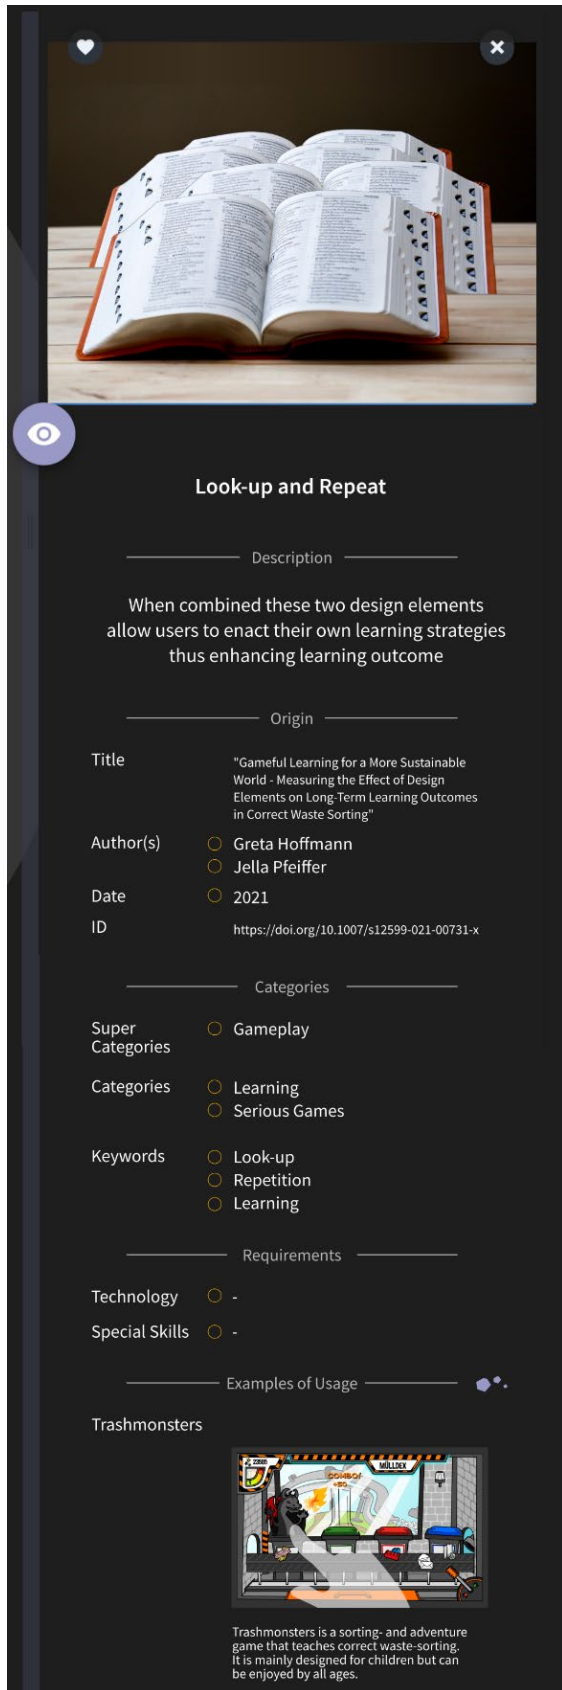 Look-up and Repeat
Description
When combined these two design elements
allow users to enact their own learning strategies
thus enhancing learning outcome
Origin
Title
"Gameful Learning for a More Sustainable
World - Measuring the Effect of Design
Elements on Long-Term Learning Outcomes
in Correct Waste Sorting"
Author(s)
Greta Hoffmann
Jella Pfeiffer
Date
2021
ID
https://doi.org/10.1007/s12599-021-00731-x
Categories
Super
Categories
Gameplay
Categories
Learning
Serious Games
Keywords
Look-up
Repetition
Learning
Requirements
Technology
-
Special Skills
-
Examples of Usage
Trashmonsters
MÜLLDEX
COMBO!
+50
Trashmonsters is a sorting- and adventure
game that teaches correct waste-sorting.
It is mainly designed for children but can
be enjoyed by all ages.